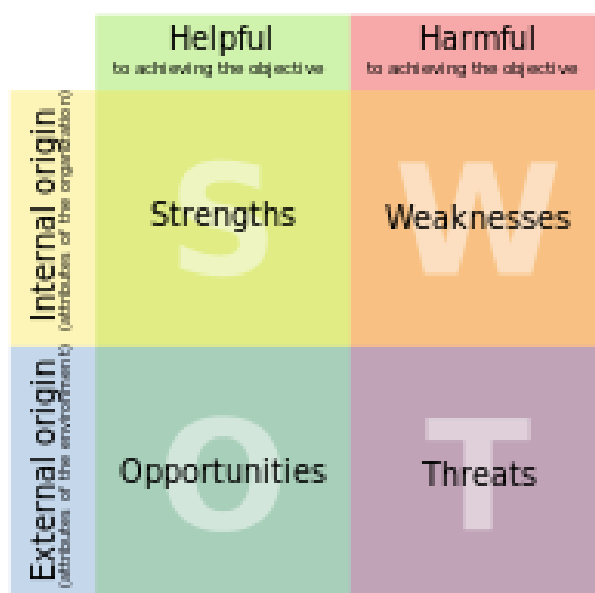 Helpful
to achieving the objective
Harmful
to achieving the objective
Internal origin
(attributes of the organization)
S
Strengths
W
Weaknesses
External origin
(attributes of the environment)
O
Opportunities
T
Threats